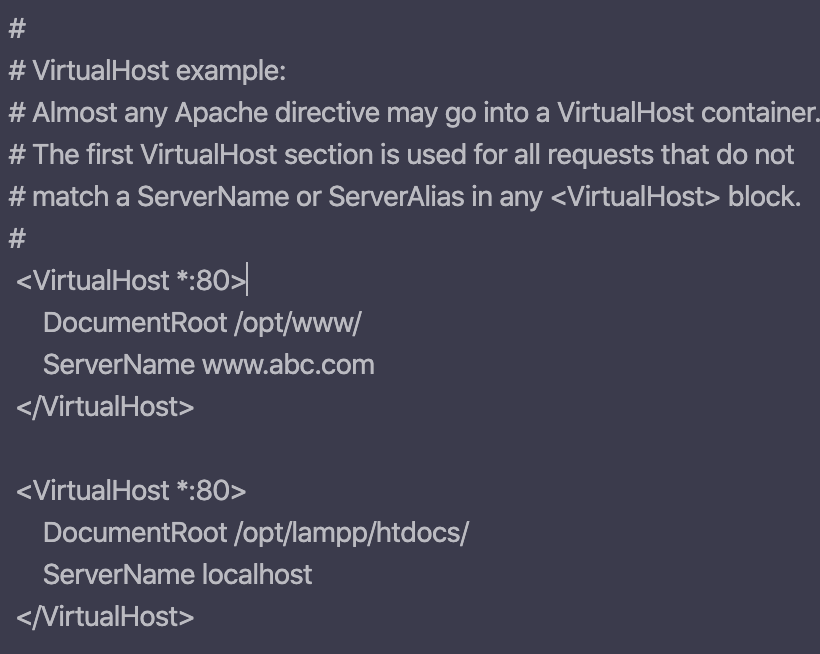 #
# VirtualHost example:
# Almost any Apache directive may go into a VirtualHost container.
# The first VirtualHost section is used for all requests that do not
# match a ServerName or ServerAlias in any <VirtualHost> block.
#
<VirtualHost *:80>
DocumentRoot /opt/www/
ServerName www.abc.com
</VirtualHost>
<VirtualHost *:80>
DocumentRoot /opt/lampp/htdocs/
ServerName localhost
</VirtualHost>